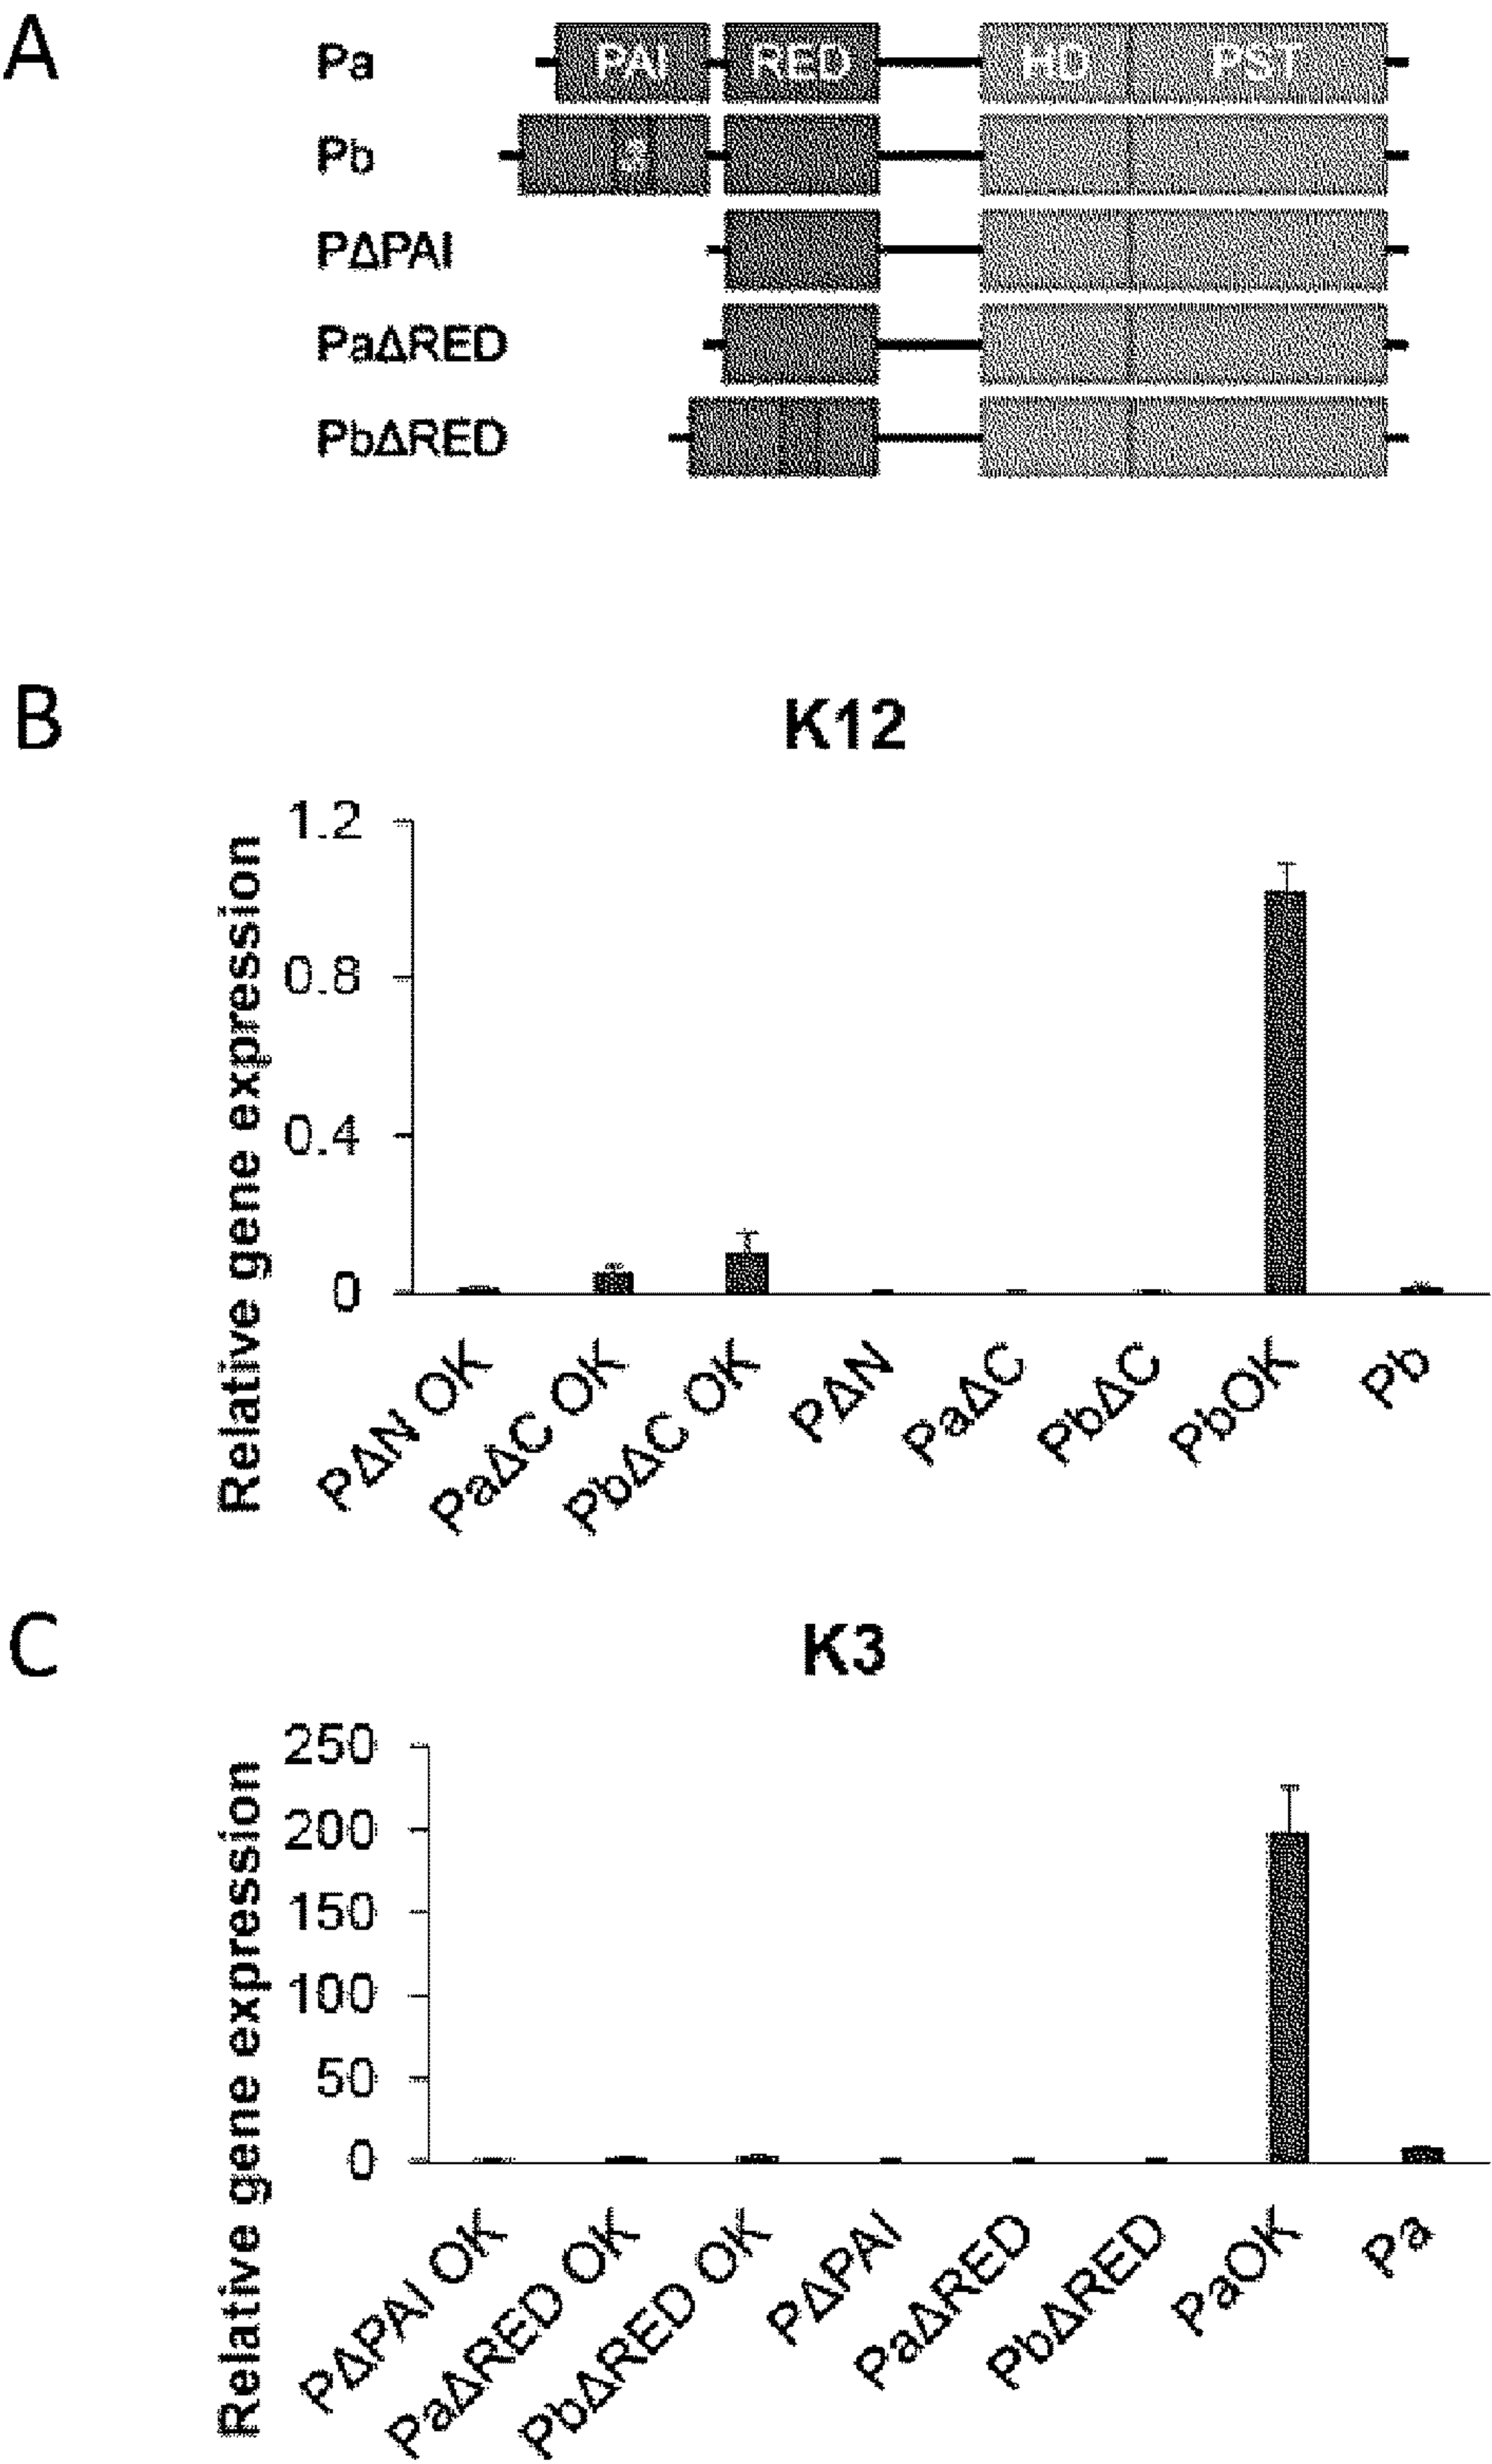 A
Pa PAI RED HD PST
Pb
PΔPAI
PaΔRED
PbΔRED
B
K12
Relative gene expression
1.2
0.8
0.4
0
PΔN OK
PaΔC OK
PbΔC OK
PΔN
PaΔC
PbΔC
PbOK
Pb
C
K3
Relative gene expression
250
200
150
100
50
0
PΔPAI OK
PaΔRED OK
PbΔRED OK
PΔPAI
PaΔRED
PbΔRED
PaOK
Pa